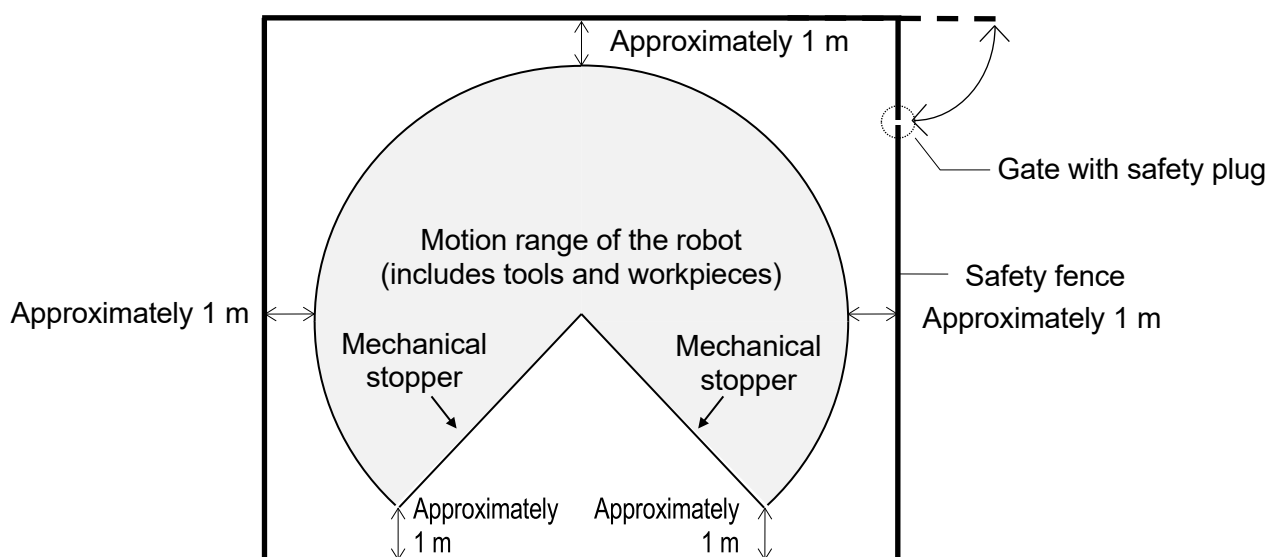 Approximately 1 m
Gate with safety plug
Motion range of the robot
(includes tools and workpieces)
Safety fence
Approximately 1 m
Approximately 1 m
Mechanical
stopper
Mechanical
stopper
Approximately
1 m
Approximately
1 m